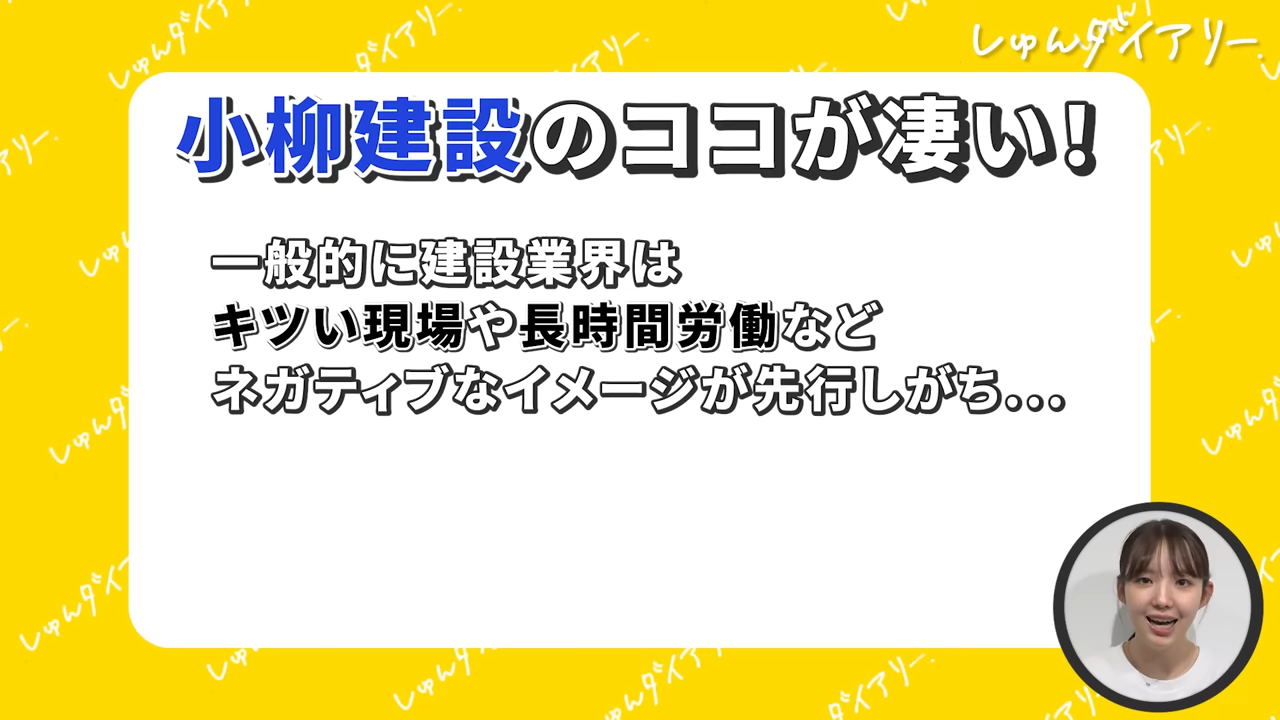 しゅんダイアリー
小柳建設のココが凄い!
一般的に建設業界は
キツい現場や長時間労働など
ネガティブなイメージが先行しがち...